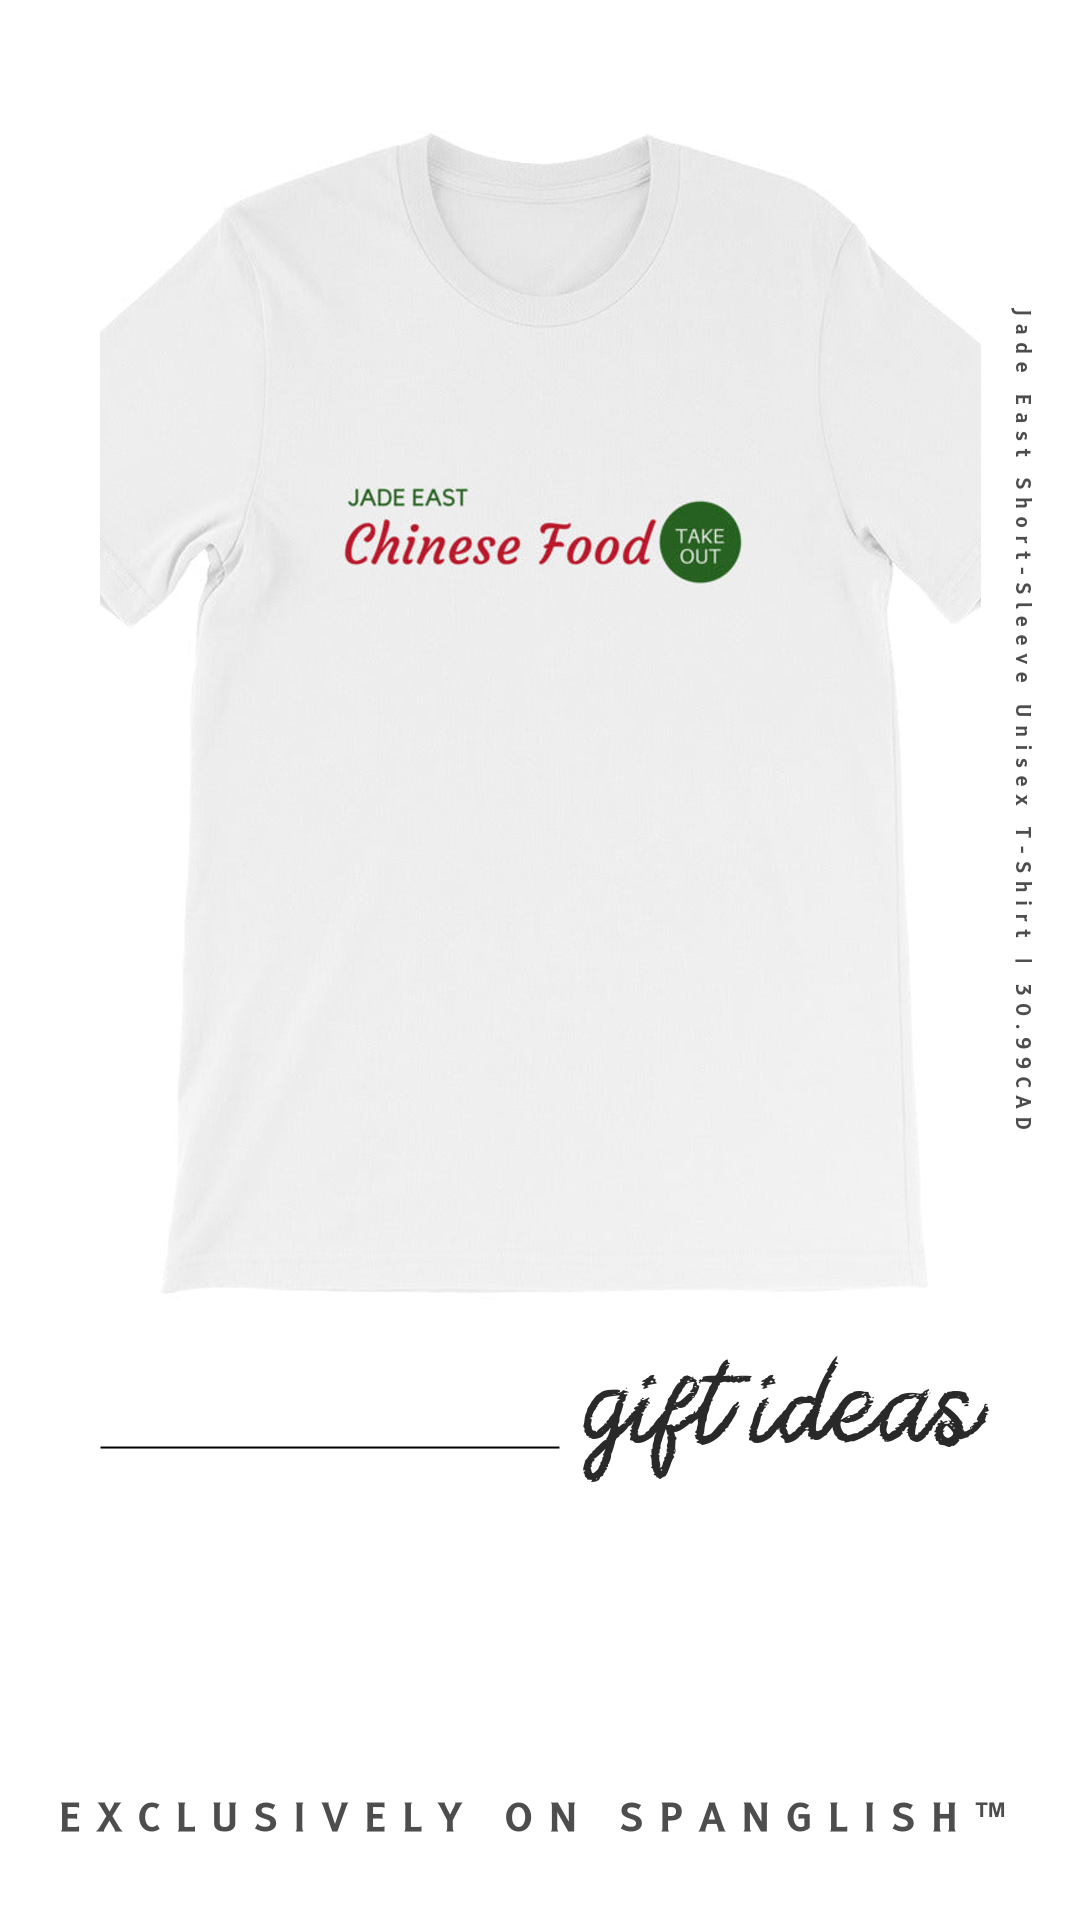 JADE EAST
Chinese Food
TAKE
OUT
Jade East Short-Sleeve Unisex T-Shirt | 30.99CAD
gift ideas
EXCLUSIVELY ON SPANGLISH™